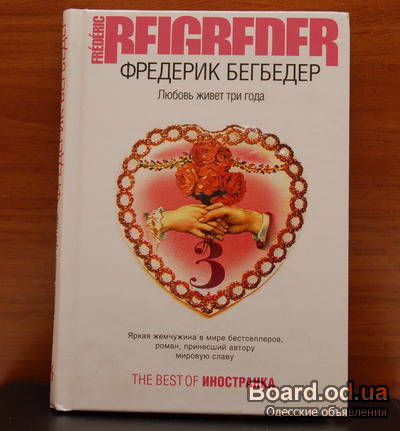 FRÉDÉRIC
BEIGBEDER
ФРЕДЕРИК БЕГБЕДЕР
Любовь живет три года
3
Яркая жемчужина в мире бестселлеров,
роман, принесший автору
мировую славу
THE BEST OF ИНОСТРАНКА
Board.od.ua
Одесские объявления